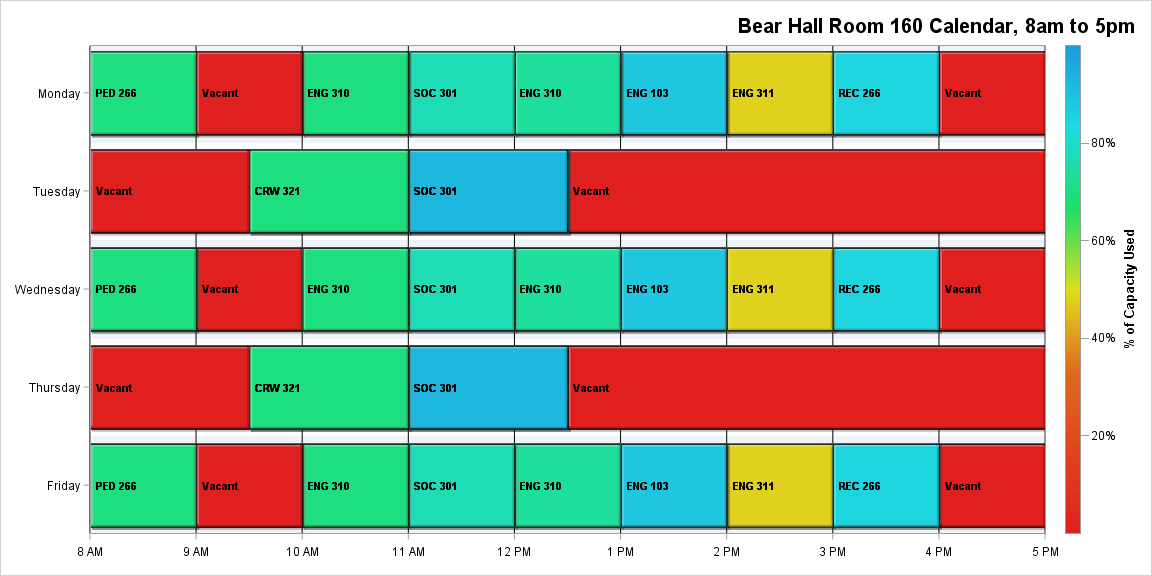 Bear Hall Room 160 Calendar, 8am to 5pm
Monday
PED 266
Vacant
ENG 310
SOC 301
ENG 310
ENG 103
ENG 311
REC 266
Vacant
Tuesday
Vacant
CRW 321
SOC 301
Vacant
Wednesday
PED 266
Vacant
ENG 310
SOC 301
ENG 310
ENG 103
ENG 311
REC 266
Vacant
Thursday
Vacant
CRW 321
SOC 301
Vacant
Friday
PED 266
Vacant
ENG 310
SOC 301
ENG 310
ENG 103
ENG 311
REC 266
Vacant
8 AM
9 AM
10 AM
11 AM
12 PM
1 PM
2 PM
3 PM
4 PM
5 PM
80%
60%
40%
20%
% of Capacity Used